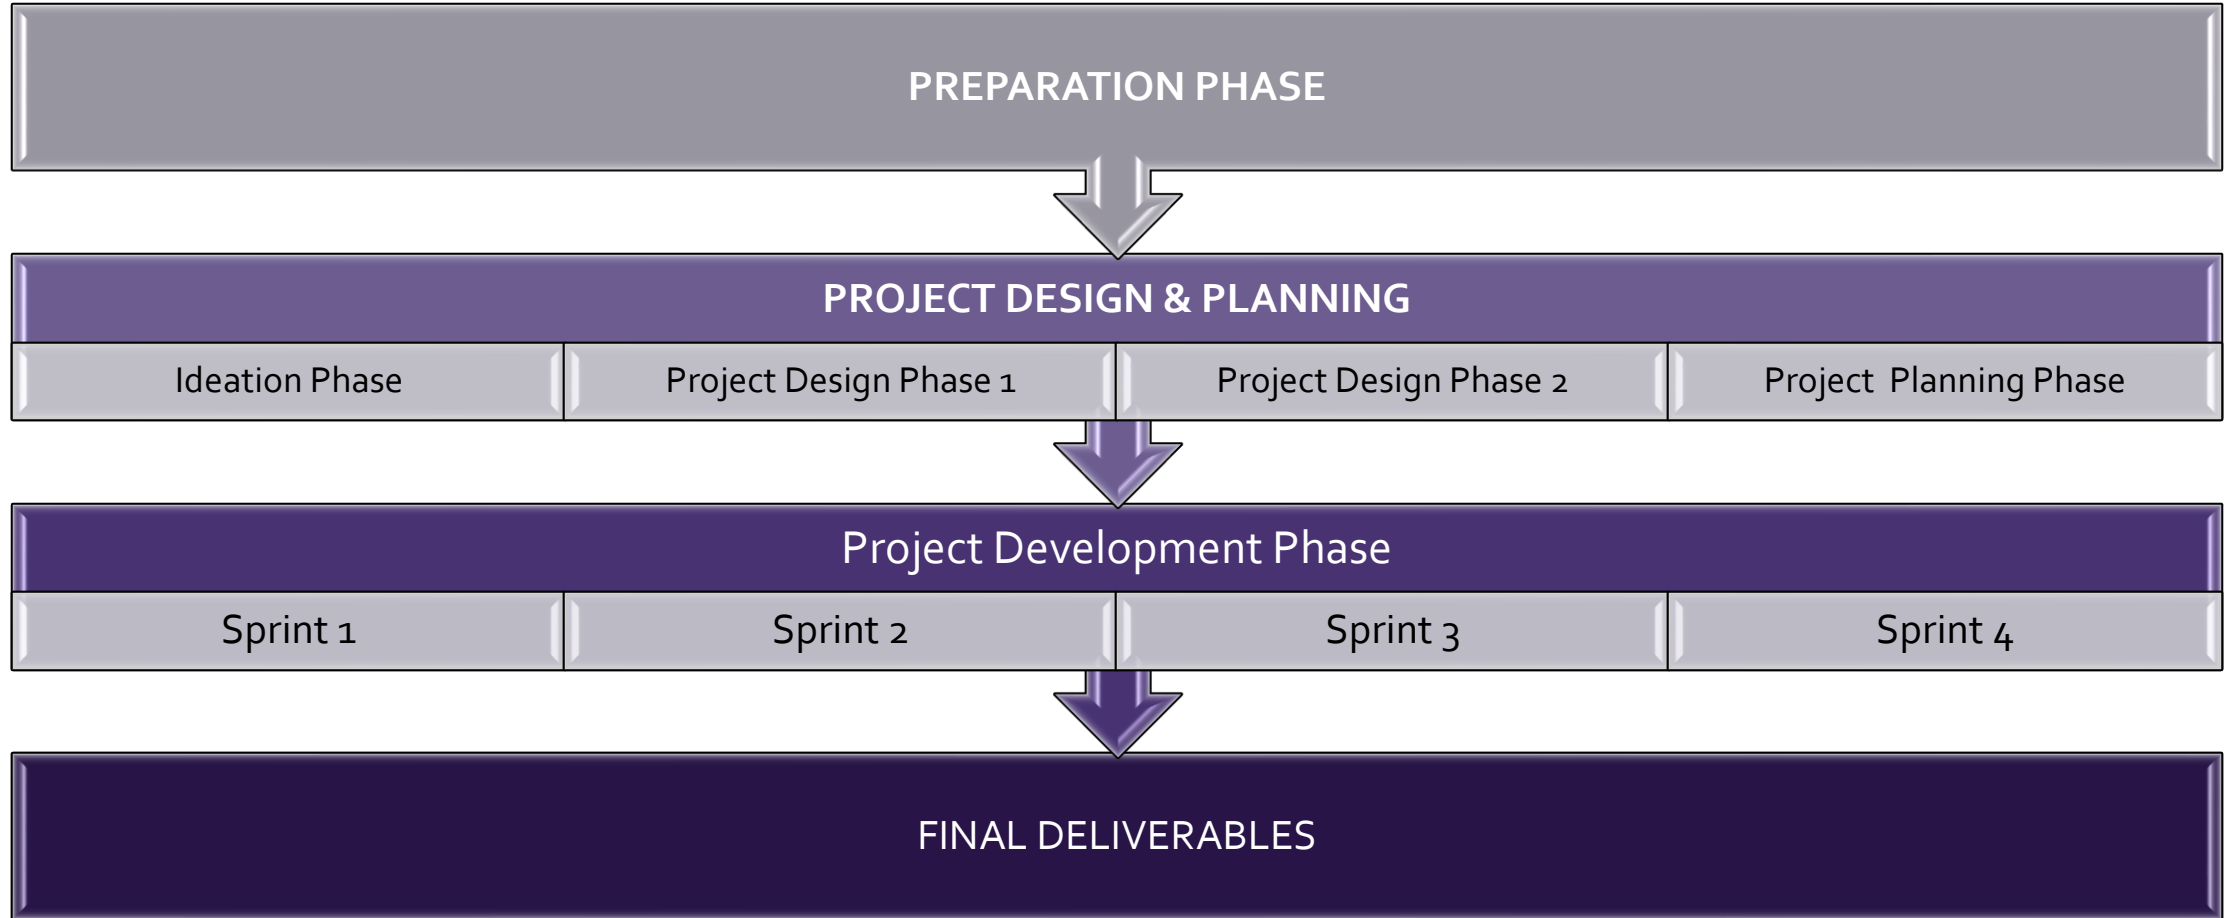 PREPARATION PHASE
PROJECT DESIGN & PLANNING
Ideation Phase
Project Design Phase 1
Project Design Phase 2
Project  Planning Phase
Project Development Phase
Sprint 1
Sprint 2
Sprint 3
Sprint 4
FINAL DELIVERABLES